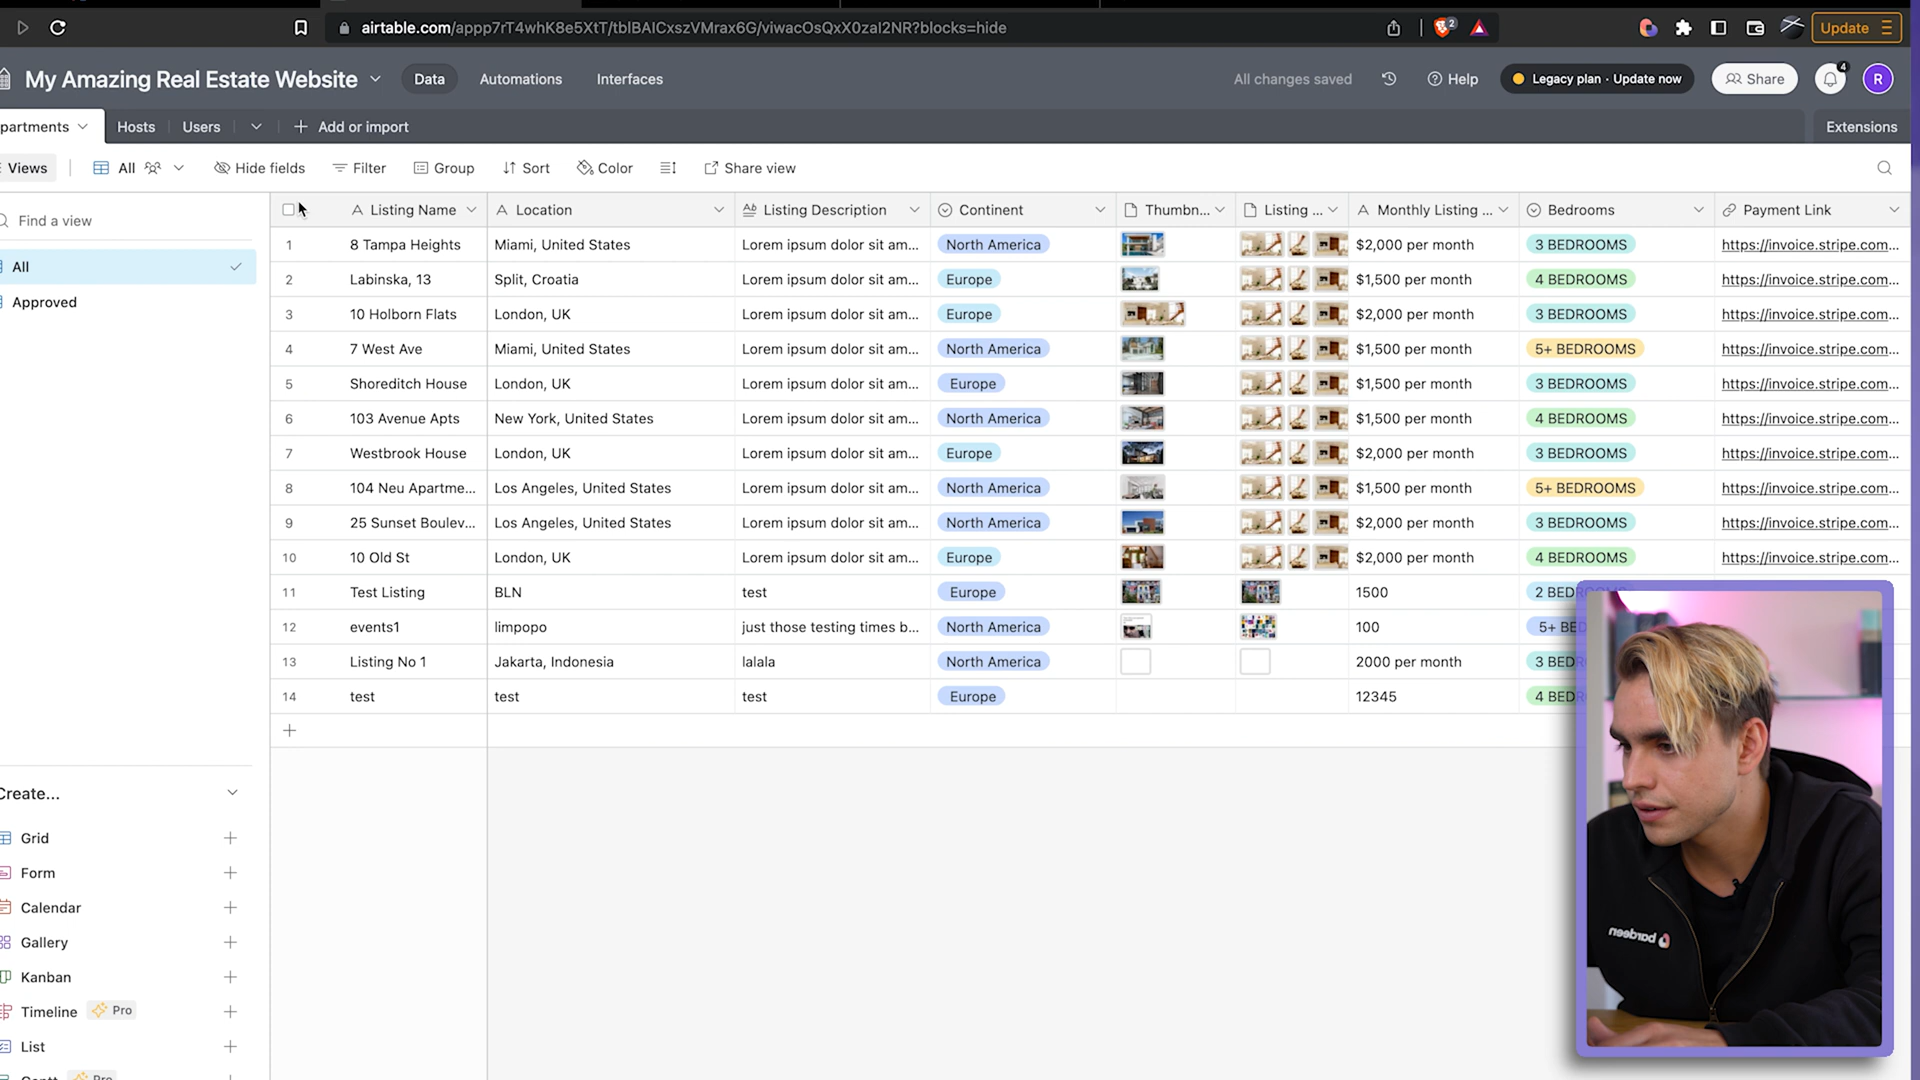 airtable.com/appp7rT4whK8e5XtT/tblBAICxszVMrax6G/viwacOsQxX0zaI2NR?blocks=hide
2
Update
My Amazing Real Estate Website
Data
Automations
Interfaces
All changes saved
Help
Legacy plan · Update now
Share
4
R
partments
Hosts
Users
Add or import
Extensions
Views
All
Hide fields
Filter
Group
Sort
Color
Share view
Find a view
All
Approved
Listing Name
Location
Listing Description
Continent
Thumbn...
Listing ...
Monthly Listing ...
Bedrooms
Payment Link
1 8 Tampa Heights Miami, United States Lorem ipsum dolor sit am... North America $2,000 per month 3 BEDROOMS https://invoice.stripe.com...
2 Labinska, 13 Split, Croatia Lorem ipsum dolor sit am... Europe $1,500 per month 4 BEDROOMS https://invoice.stripe.com...
3 10 Holborn Flats London, UK Lorem ipsum dolor sit am... Europe $2,000 per month 3 BEDROOMS https://invoice.stripe.com...
4 7 West Ave Miami, United States Lorem ipsum dolor sit am... North America $1,500 per month 5+ BEDROOMS https://invoice.stripe.com...
5 Shoreditch House London, UK Lorem ipsum dolor sit am... Europe $1,500 per month 3 BEDROOMS https://invoice.stripe.com...
6 103 Avenue Apts New York, United States Lorem ipsum dolor sit am... North America $1,500 per month 4 BEDROOMS https://invoice.stripe.com...
7 Westbrook House London, UK Lorem ipsum dolor sit am... Europe $2,000 per month 3 BEDROOMS https://invoice.stripe.com...
8 104 Neu Apartme... Los Angeles, United States Lorem ipsum dolor sit am... North America $1,500 per month 5+ BEDROOMS https://invoice.stripe.com...
9 25 Sunset Boulev... Los Angeles, United States Lorem ipsum dolor sit am... North America $2,000 per month 3 BEDROOMS https://invoice.stripe.com...
10 10 Old St London, UK Lorem ipsum dolor sit am... Europe $2,000 per month 4 BEDROOMS https://invoice.stripe.com...
11 Test Listing BLN test Europe 1500 2 BEDROOMS
12 events1 limpopo just those testing times b... North America 100 5+ BED
13 Listing No 1 Jakarta, Indonesia lalala North America 2000 per month 3 BEDR
14 test test test Europe 12345 4 BEDR
Create...
Grid
Form
Calendar
Gallery
Kanban
Timeline Pro
List
Gantt Pro
bardeen